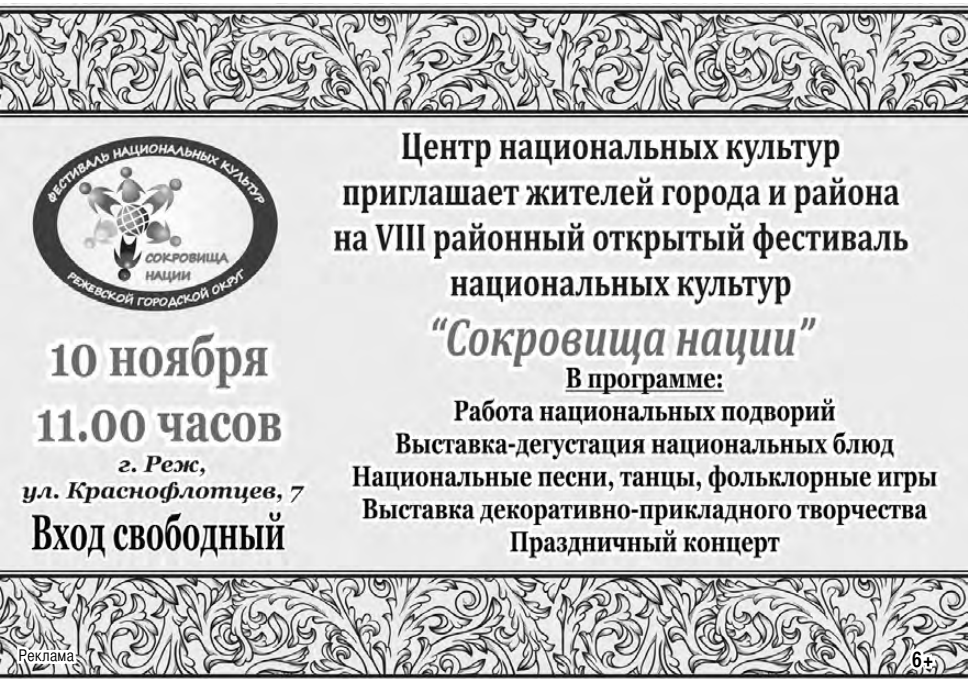 ФЕСТИВАЛЬ НАЦИОНАЛЬНЫХ КУЛЬТУР
СОКРОВИЩА
НАЦИИ
РЕЖЕВСКОЙ ГОРОДСКОЙ ОКРУГ
10 ноября
11.00 часов
г. Реж,
ул. Краснофлотцев, 7
Вход свободный
Центр национальных культур
приглашает жителей города и района
на VIII районный открытый фестиваль
национальных культур
“Сокровища нации”
В программе:
Работа национальных подворий
Выставка-дегустация национальных блюд
Национальные песни, танцы, фольклорные игры
Выставка декоративно-прикладного творчества
Праздничный концерт
Реклама
6+